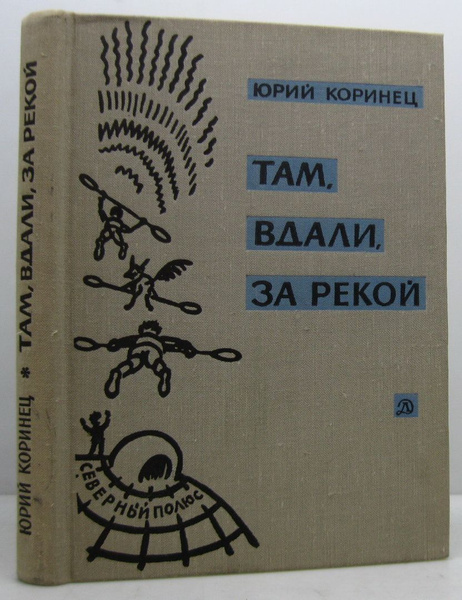 ЮРИЙ КОРИНЕЦ * ТАМ, ВДАЛИ, ЗА РЕКОЙ
ЮРИЙ КОРИНЕЦ
ТАМ,
ВДАЛИ,
ЗА РЕКОЙ
Д
СЕВЕРНЫЙ ПОЛЮС